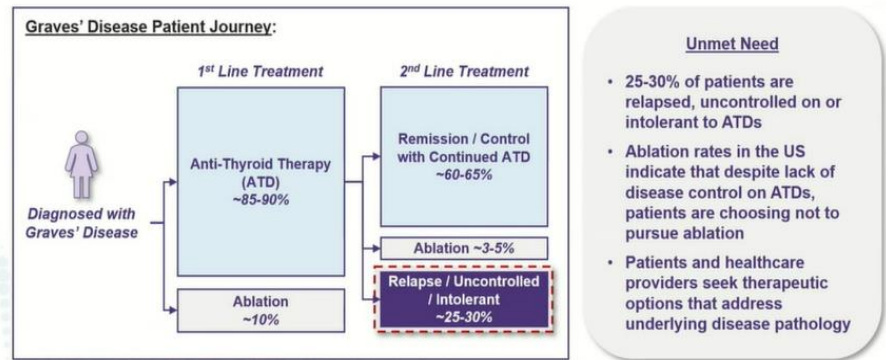 Graves' Disease Patient Journey:
1st Line Treatment
2nd Line Treatment
Diagnosed with
Graves' Disease
Anti-Thyroid Therapy
(ATD)
~85-90%
Ablation
~10%
Remission / Control
with Continued ATD
~60-65%
Ablation ~3-5%
Relapse / Uncontrolled
/ Intolerant
~25-30%
Unmet Need
• 25-30% of patients are
relapsed, uncontrolled on or
intolerant to ATDs
• Ablation rates in the US
indicate that despite lack of
disease control on ATDs,
patients are choosing not to
pursue ablation
• Patients and healthcare
providers seek therapeutic
options that address
underlying disease pathology